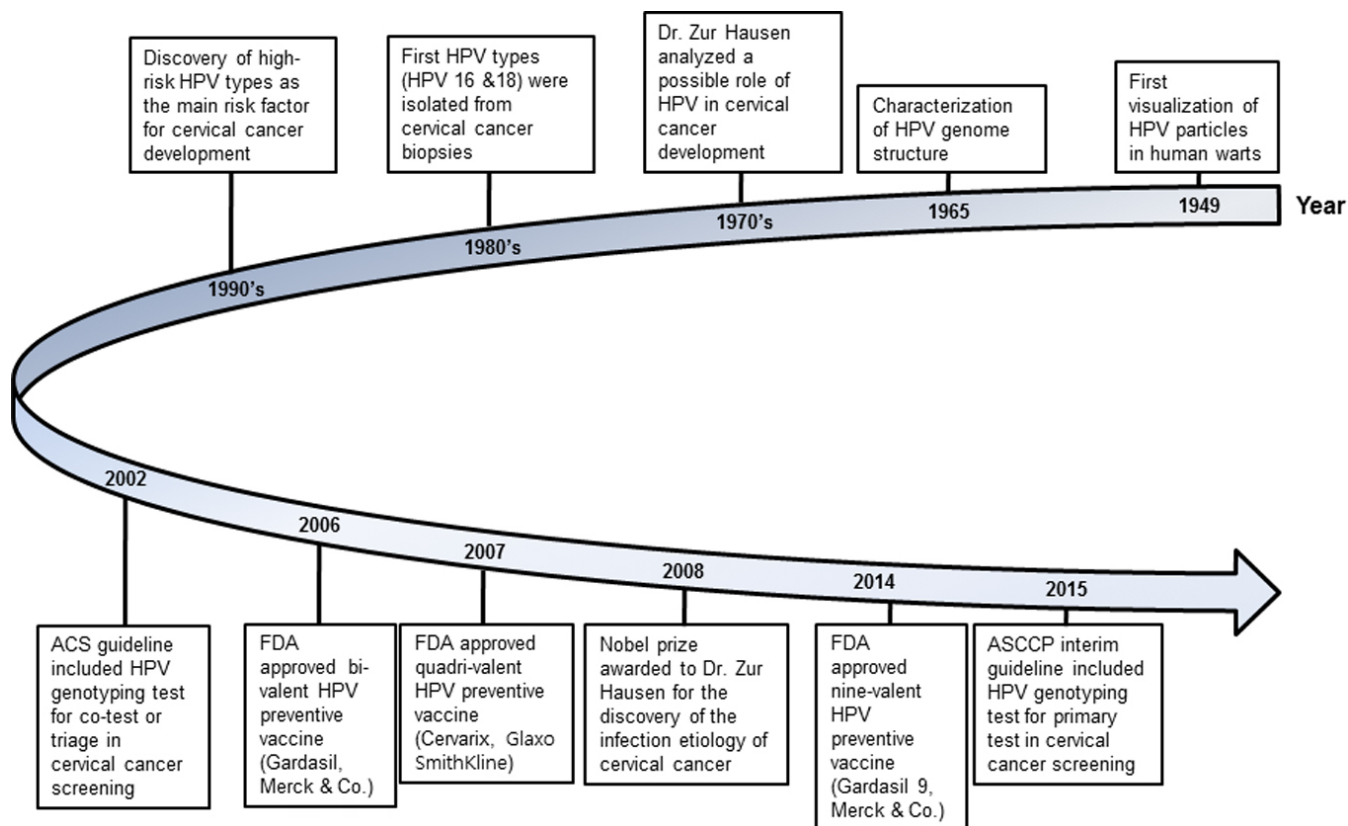 Discovery of high-
risk HPV types as
the main risk factor
for cervical cancer
development
First HPV types
(HPV 16 &18) were
isolated from
cervical cancer
biopsies
Dr. Zur Hausen
analyzed a
possible role of
HPV in cervical
cancer
development
Characterization
of HPV genome
structure
First
visualization of
HPV particles
in human warts
1990's
1980's
1970's
1965
1949
Year
2002
2006
2007
2008
2014
2015
ACS guideline
included HPV
genotyping test
for co-test or
triage in
cervical cancer
screening
FDA
approved bi-
valent HPV
preventive
vaccine
(Gardasil,
Merck & Co.)
FDA approved
quadri-valent
HPV preventive
vaccine
(Cervarix, Glaxo
SmithKline)
Nobel prize
awarded to Dr. Zur
Hausen for the
discovery of the
infection etiology of
cervical cancer
FDA
approved
nine-valent
HPV
preventive
vaccine
(Gardasil 9,
Merck & Co.)
ASCCP interim
guideline included
HPV genotyping
test for primary
test in cervical
cancer screening